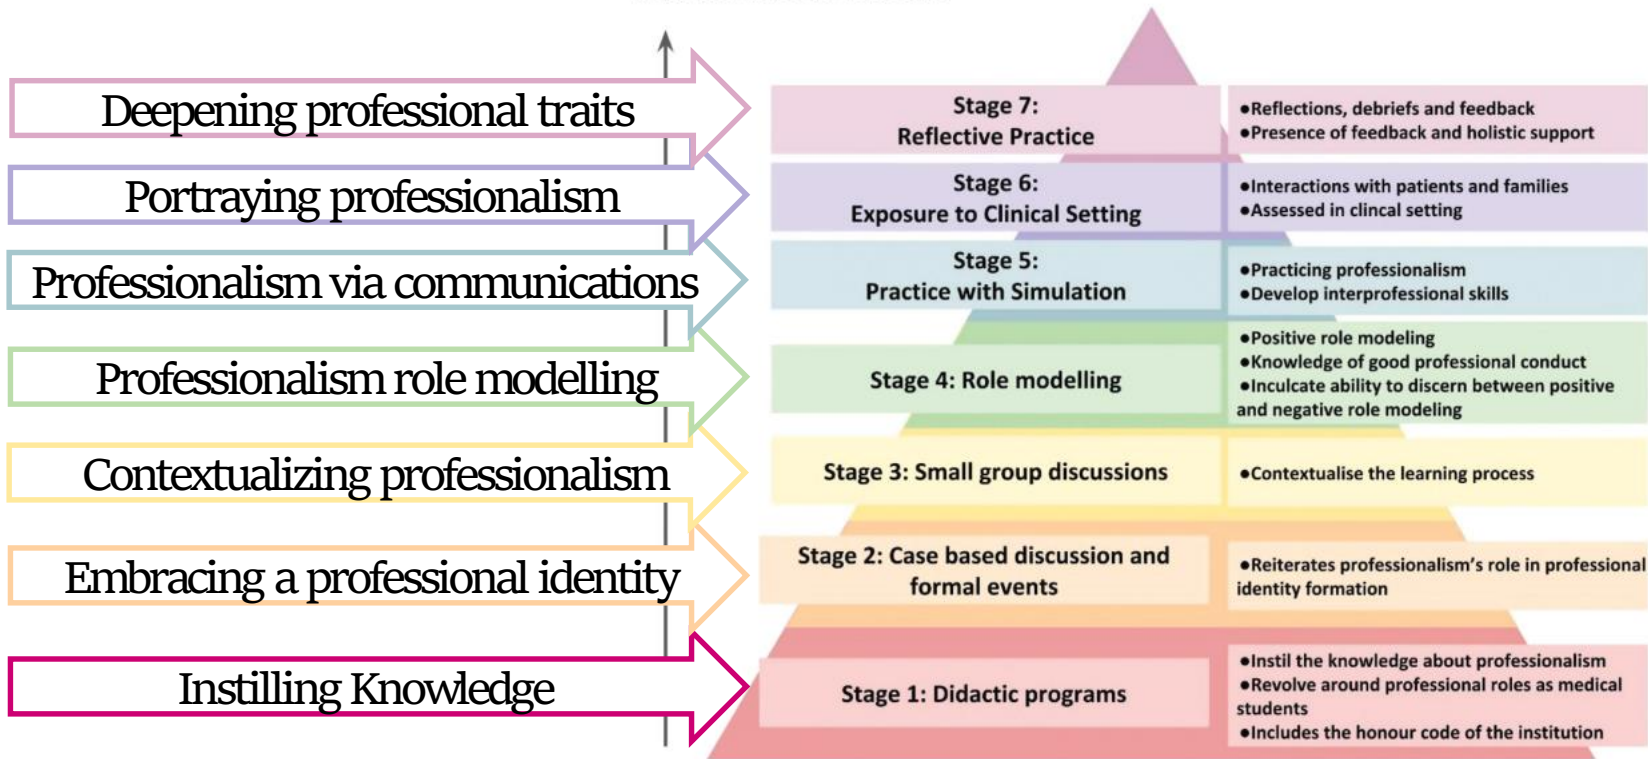 Deepening professional traits
Stage 7:
Reflective Practice
●Reflections, debriefs and feedback
●Presence of feedback and holistic support
Portraying professionalism
Stage 6:
Exposure to Clinical Setting
●Interactions with patients and families
●Assessed in clincal setting
Professionalism via communications
Stage 5:
Practice with Simulation
●Practicing professionalism
●Develop interprofessional skills
Professionalism role modelling
Stage 4: Role modelling
●Positive role modeling
●Knowledge of good professional conduct
●Inculcate ability to discern between positive
and negative role modeling
Contextualizing professionalism
Stage 3: Small group discussions
●Contextualise the learning process
Embracing a professional identity
Stage 2: Case based discussion and
formal events
●Reiterates professionalism's role in professional
identity formation
Instilling Knowledge
Stage 1: Didactic programs
●Instil the knowledge about professionalism
●Revolve around professional roles as medical
students
●Includes the honour code of the institution